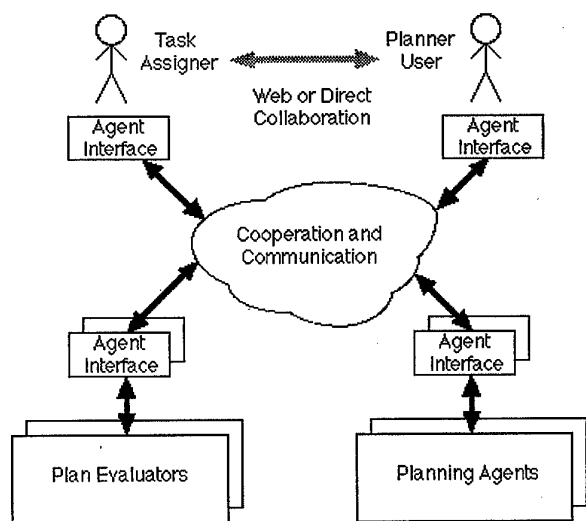 Task
Assigner
Planner
User
Web or Direct
Collaboration
Agent
Interface
Agent
Interface
Cooperation and
Communication
Agent
Interface
Agent
Interface
Plan Evaluators
Planning Agents